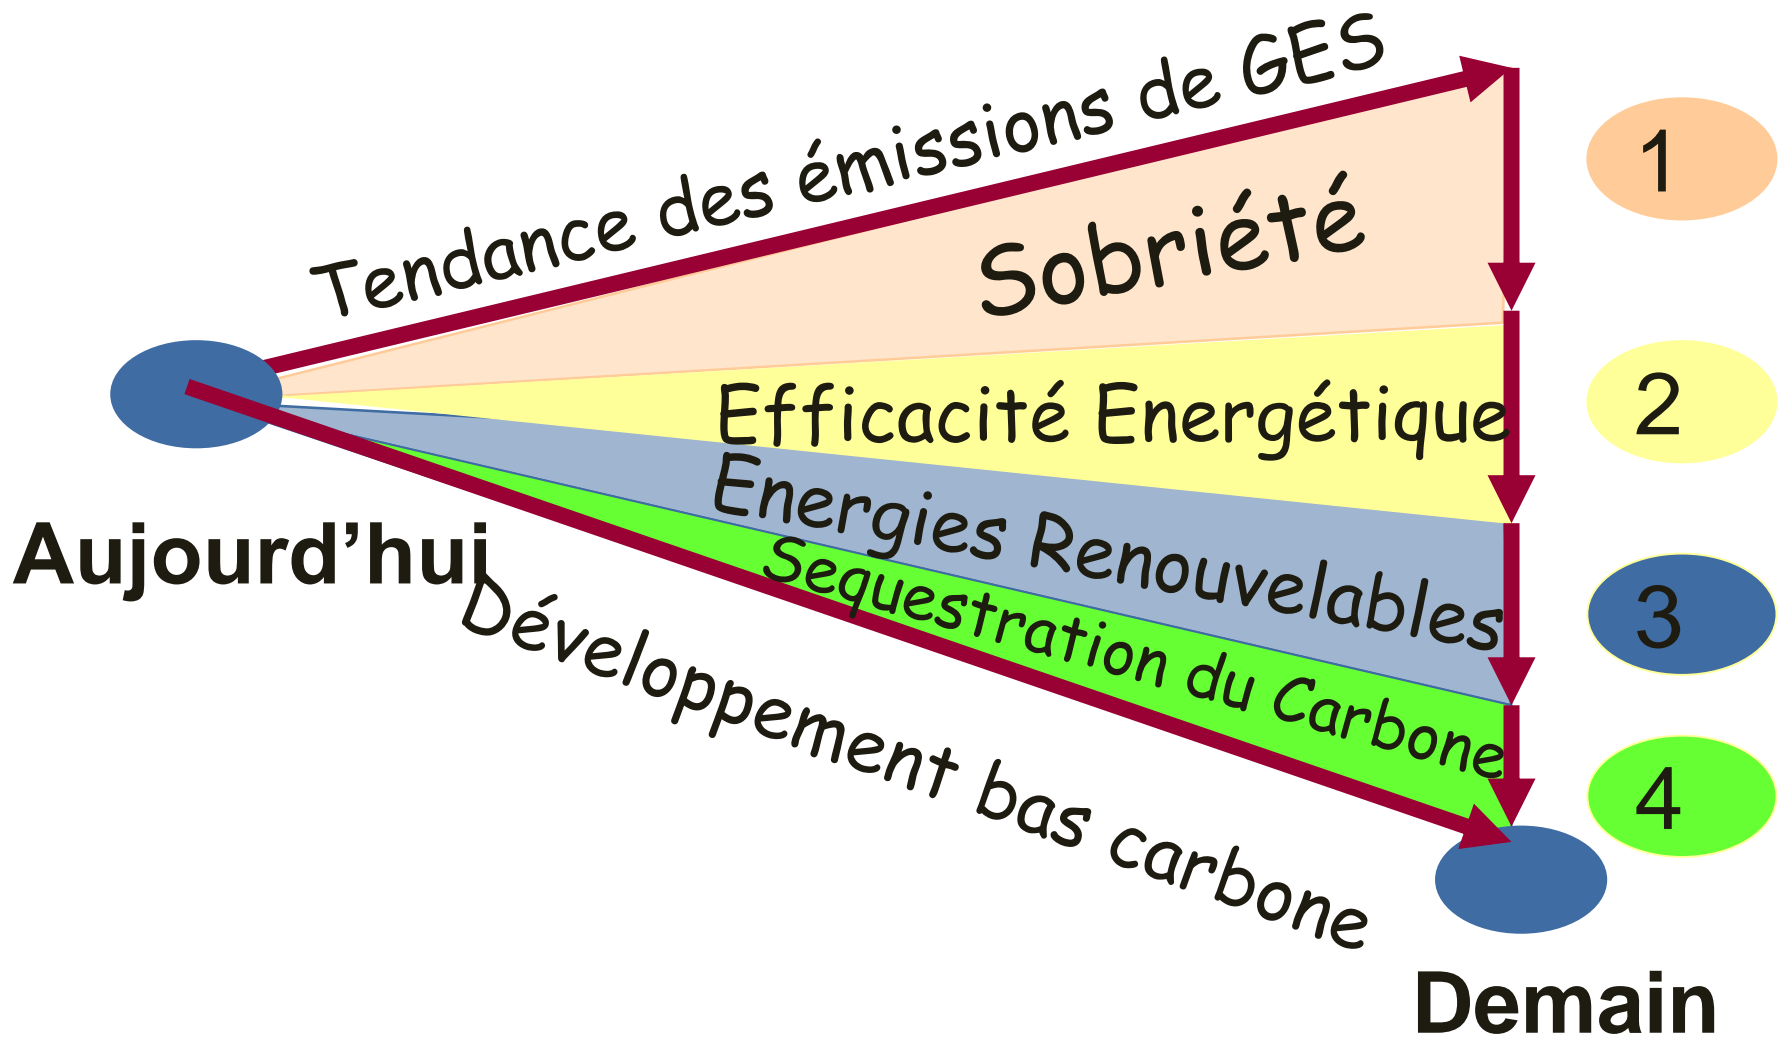 Tendance des émissions de GES
1
Sobriété
2
Efficacité Energétique
Energies Renouvelables
3
Sequestration du Carbone
4
Aujourd’hui
Développement bas carbone
Demain